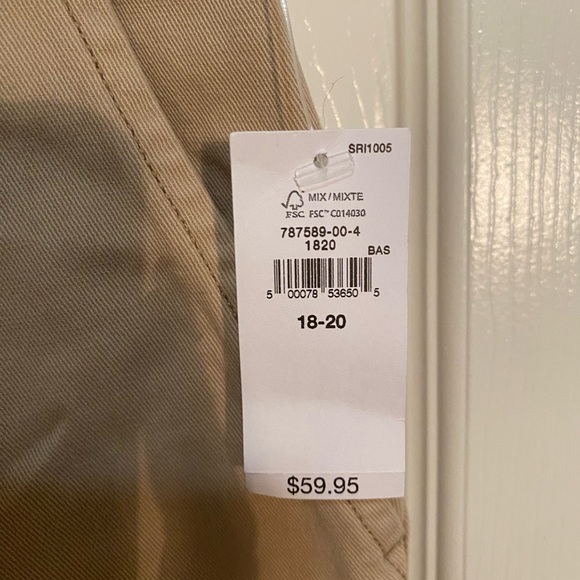 SRI1005
MIX/MIXTE
FSC FSC™ C014030
787589-00-4
1820
BAS
5 00078 53650 5
18-20
$59.95